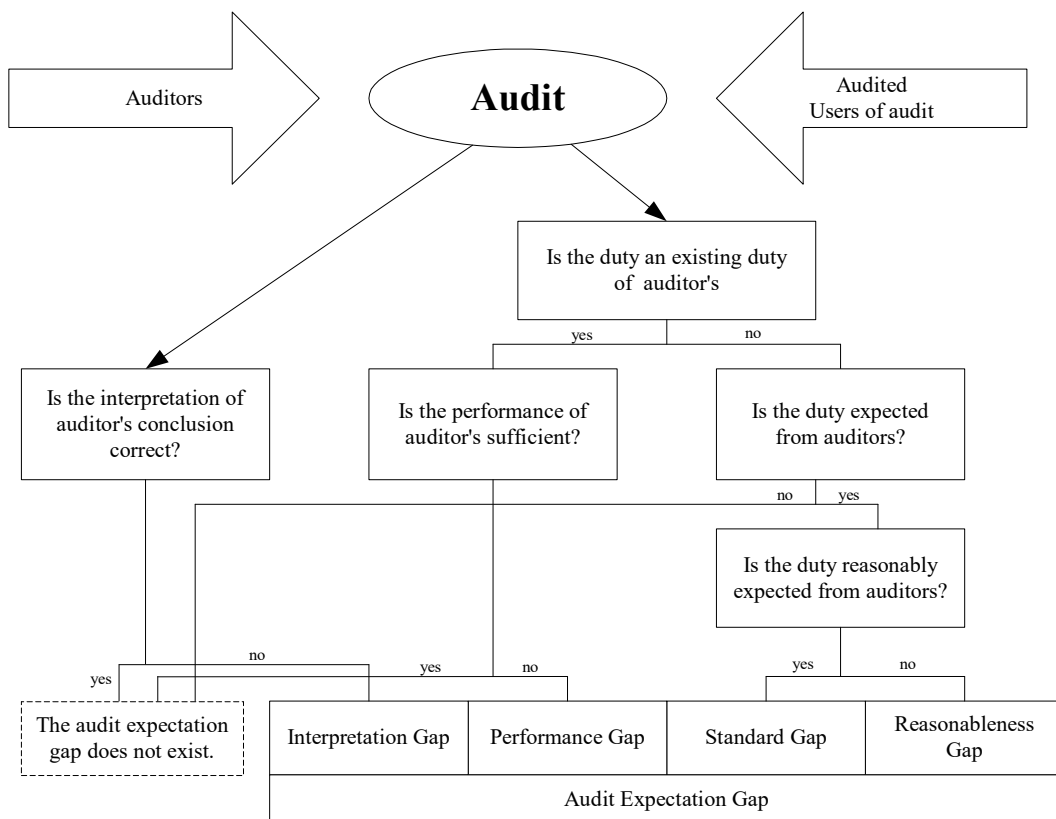 Auditors
Audit
Audited
Users of audit
Is the duty an existing duty
of auditor's
yes
no
Is the interpretation of
auditor's conclusion
correct?
Is the performance of
auditor's sufficient?
Is the duty expected
from auditors?
no
yes
Is the duty reasonably
expected from auditors?
yes
no
yes
no
yes
no
The audit expectation
gap does not exist.
Interpretation Gap
Performance Gap
Standard Gap
Reasonableness
Gap
Audit Expectation Gap